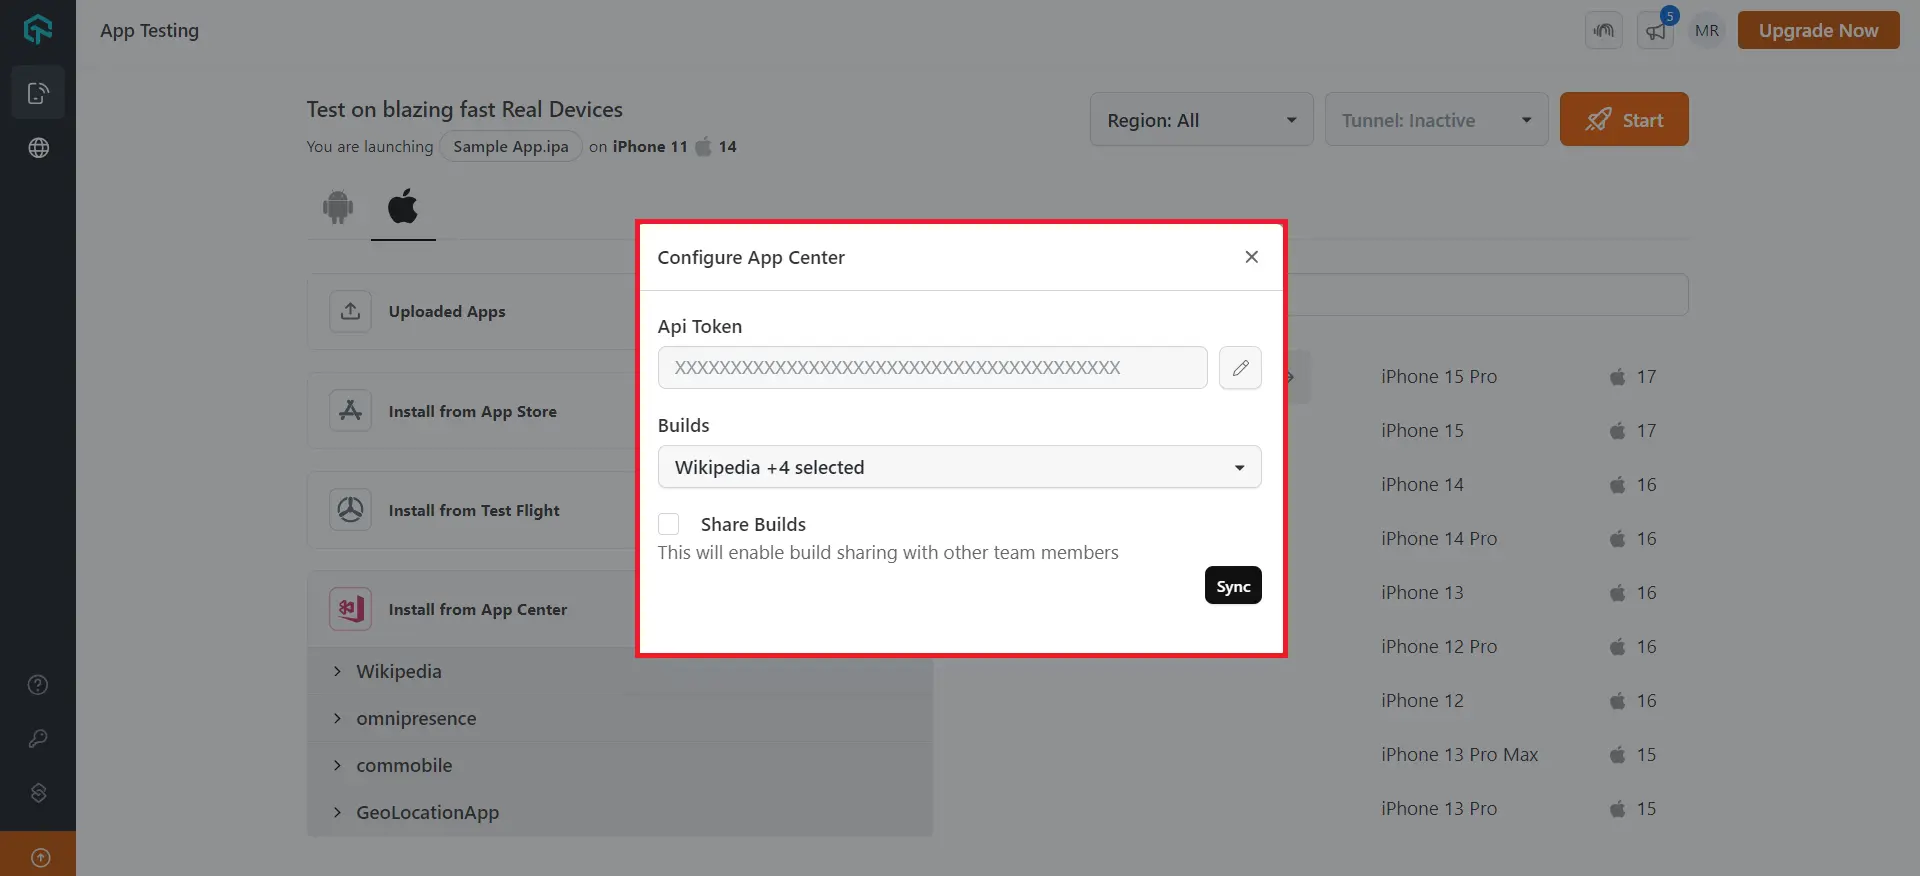 App Testing
5
MR
Upgrade Now
Test on blazing fast Real Devices
You are launching Sample App.ipa on iPhone 11 14
Region: All
Tunnel: Inactive
Start
Uploaded Apps
Install from App Store
Install from Test Flight
Install from App Center
Wikipedia
omnipresence
commobile
GeoLocationApp
Configure App Center
Api Token
XXXXXXXXXXXXXXXXXXXXXXXXXXXXXXXXXXXXXXXX
Builds
Wikipedia +4 selected
Share Builds
This will enable build sharing with other team members
Sync
iPhone 15 Pro 17
iPhone 15 17
iPhone 14 16
iPhone 14 Pro 16
iPhone 13 16
iPhone 12 Pro 16
iPhone 12 16
iPhone 13 Pro Max 15
iPhone 13 Pro 15